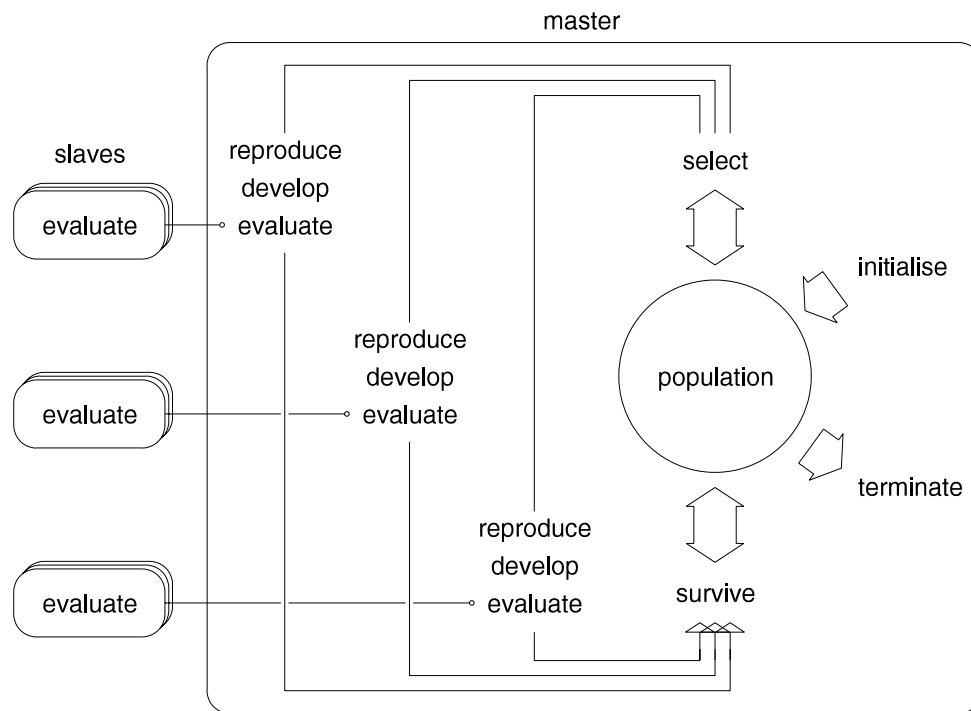 master
slaves
evaluate
reproduce
develop
evaluate
select
initialise
evaluate
reproduce
develop
evaluate
population
terminate
evaluate
reproduce
develop
evaluate
survive